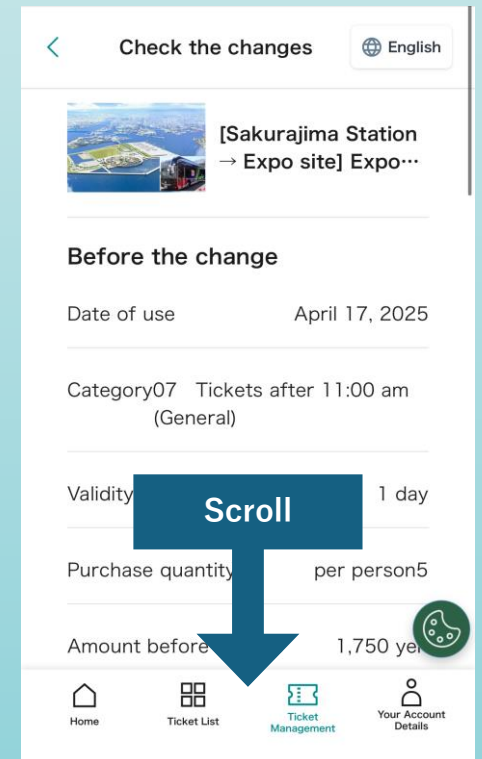 Check the changes
English
[Sakurajima Station
→ Expo site] Expo…
Before the change
Date of use April 17, 2025
Category07 Tickets after 11:00 am
(General)
Validity 1 day
Scroll
Purchase quantity per person5
Amount before 1,750
Home
Ticket List
Ticket
Management
Your Account
Details